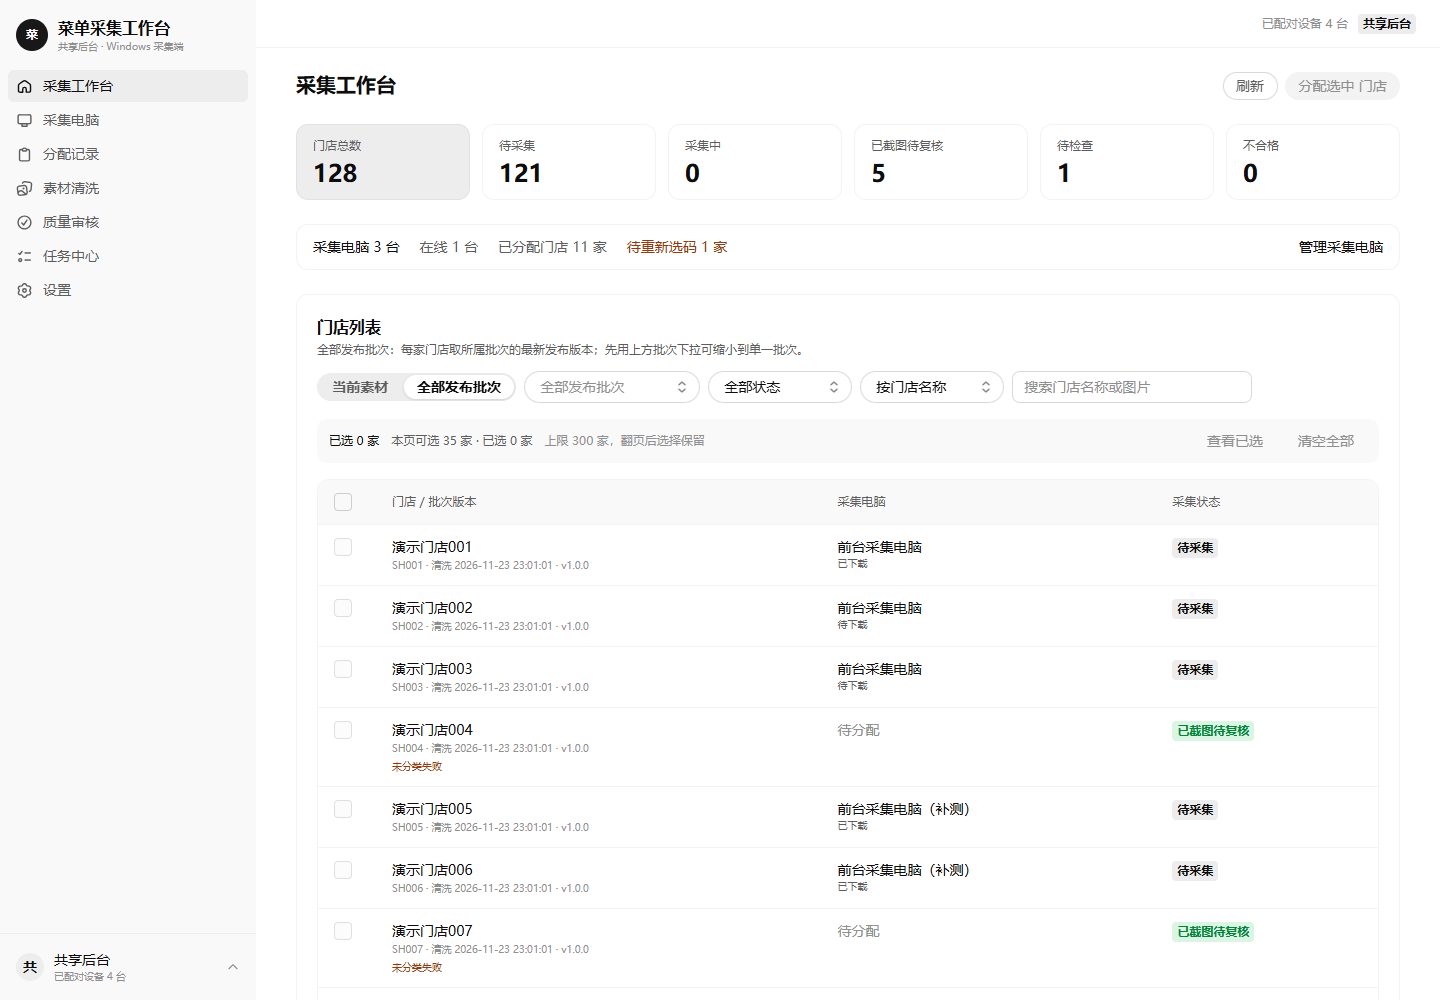 菜
菜单采集工作台
共享后台 · Windows 采集端
采集工作台
采集电脑
分配记录
素材清洗
质量审核
任务中心
设置
共
共享后台
已配对设备 4 台
已配对设备 4 台 共享后台
采集工作台
刷新 分配选中 门店
门店总数
128
待采集
121
采集中
0
已截图待复核
5
待检查
1
不合格
0
采集电脑 3 台 在线 1 台 已分配门店 11 家 待重新选码 1 家 管理采集电脑
门店列表
全部发布批次：每家门店取所属批次的最新发布版本；先用上方批次下拉可缩小到单一批次。
当前素材 全部发布批次 全部发布批次 全部状态 按门店名称 搜索门店名称或图片
已选 0 家 本页可选 35 家 · 已选 0 家 上限 300 家，翻页后选择保留 查看已选 清空全部
门店 / 批次版本 采集电脑 采集状态
演示门店001 前台采集电脑 待采集
SH001 · 清洗 2026-11-23 23:01:01 · v1.0.0 已下载
演示门店002 前台采集电脑 待采集
SH002 · 清洗 2026-11-23 23:01:01 · v1.0.0 待下载
演示门店003 前台采集电脑 待采集
SH003 · 清洗 2026-11-23 23:01:01 · v1.0.0 待下载
演示门店004 待分配 已截图待复核
SH004 · 清洗 2026-11-23 23:01:01 · v1.0.0
未分类失败
演示门店005 前台采集电脑（补测） 待采集
SH005 · 清洗 2026-11-23 23:01:01 · v1.0.0 已下载
演示门店006 前台采集电脑（补测） 待采集
SH006 · 清洗 2026-11-23 23:01:01 · v1.0.0 已下载
演示门店007 待分配 已截图待复核
SH007 · 清洗 2026-11-23 23:01:01 · v1.0.0
未分类失败